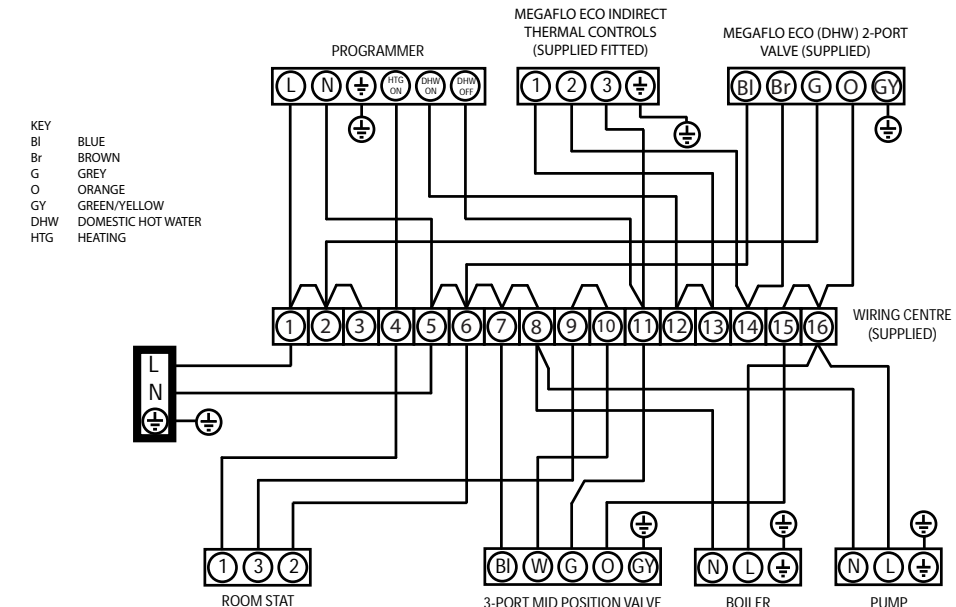 MEGAFLO ECO INDIRECT
THERMAL CONTROLS
(SUPPLIED FITTED)
MEGAFLO ECO (DHW) 2-PORT
VALVE (SUPPLIED)
PROGRAMMER
L N HTG ON DHW ON DHW OFF
1 2 3
Bl Br G O GY
KEY
Bl BLUE
Br BROWN
G GREY
O ORANGE
GY GREEN/YELLOW
DHW DOMESTIC HOT WATER
HTG HEATING
1 2 3 4 5 6 7 8 9 10 11 12 13 14 15 16
WIRING CENTRE
(SUPPLIED)
L
N
1 3 2
Bl W G O GY
N L
N L
ROOM STAT
3-PORT MID POSITION VALVE
BOILER
PUMP